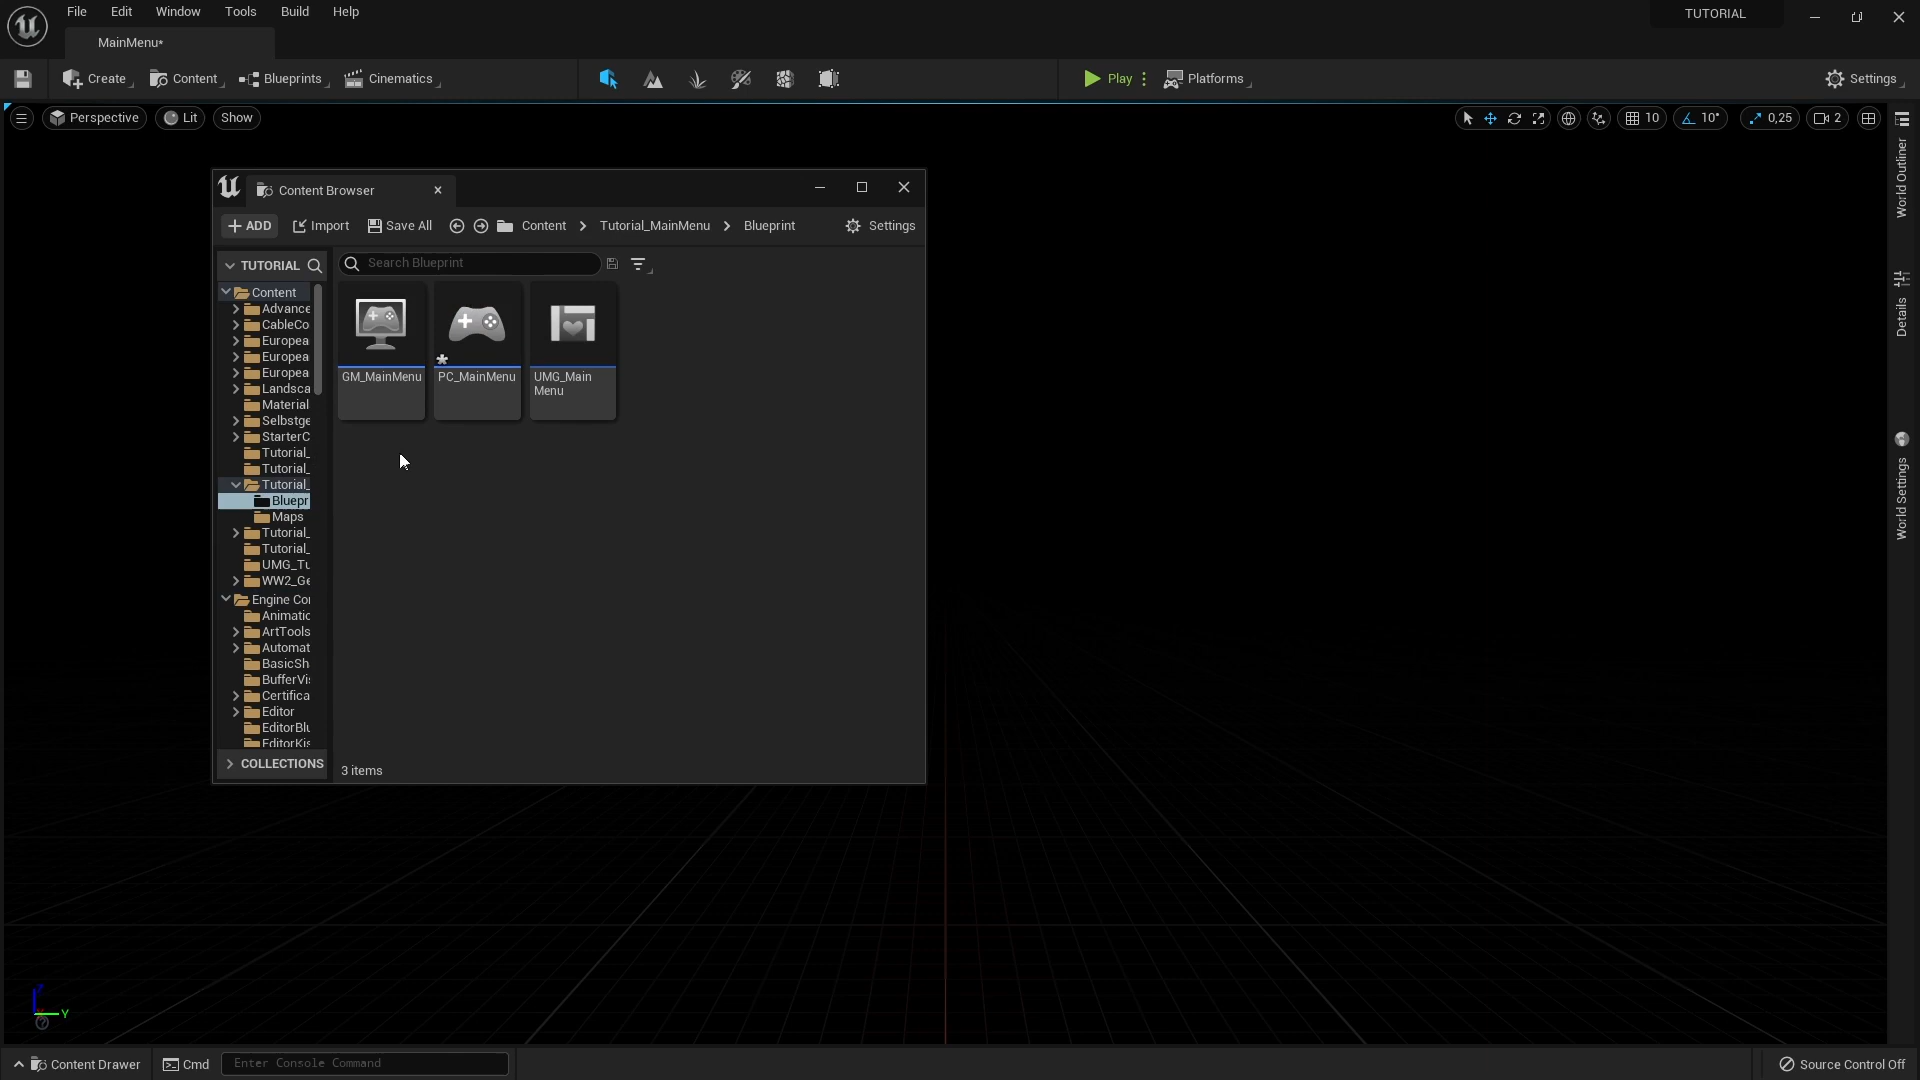 File Edit Window Tools Build Help
TUTORIAL
MainMenu*
Create Content Blueprints Cinematics Play Platforms Settings
Perspective Lit Show 10 10° 0,25 2
World Outliner
Details
World Settings
Content Browser
ADD Import Save All Content Tutorial_MainMenu Blueprint Settings
TUTORIAL
Search Blueprint
Content
Advance
CableCo
Europea
Europea
Europea
Landsca
Material
Selbstge
StarterC
Tutorial_
Tutorial_
Tutorial_
Bluepr
Maps
Tutorial_
Tutorial_
UMG_Tu
WW2_Ge
Engine Co
Animatic
ArtTools
Automat
BasicSh
BufferVi
Certifica
Editor
EditorBlu
EditorKis
COLLECTIONS
GM_MainMenu
PC_MainMenu
UMG_Main
Menu
3 items
Y
Content Drawer Cmd Enter Console Command Source Control Off